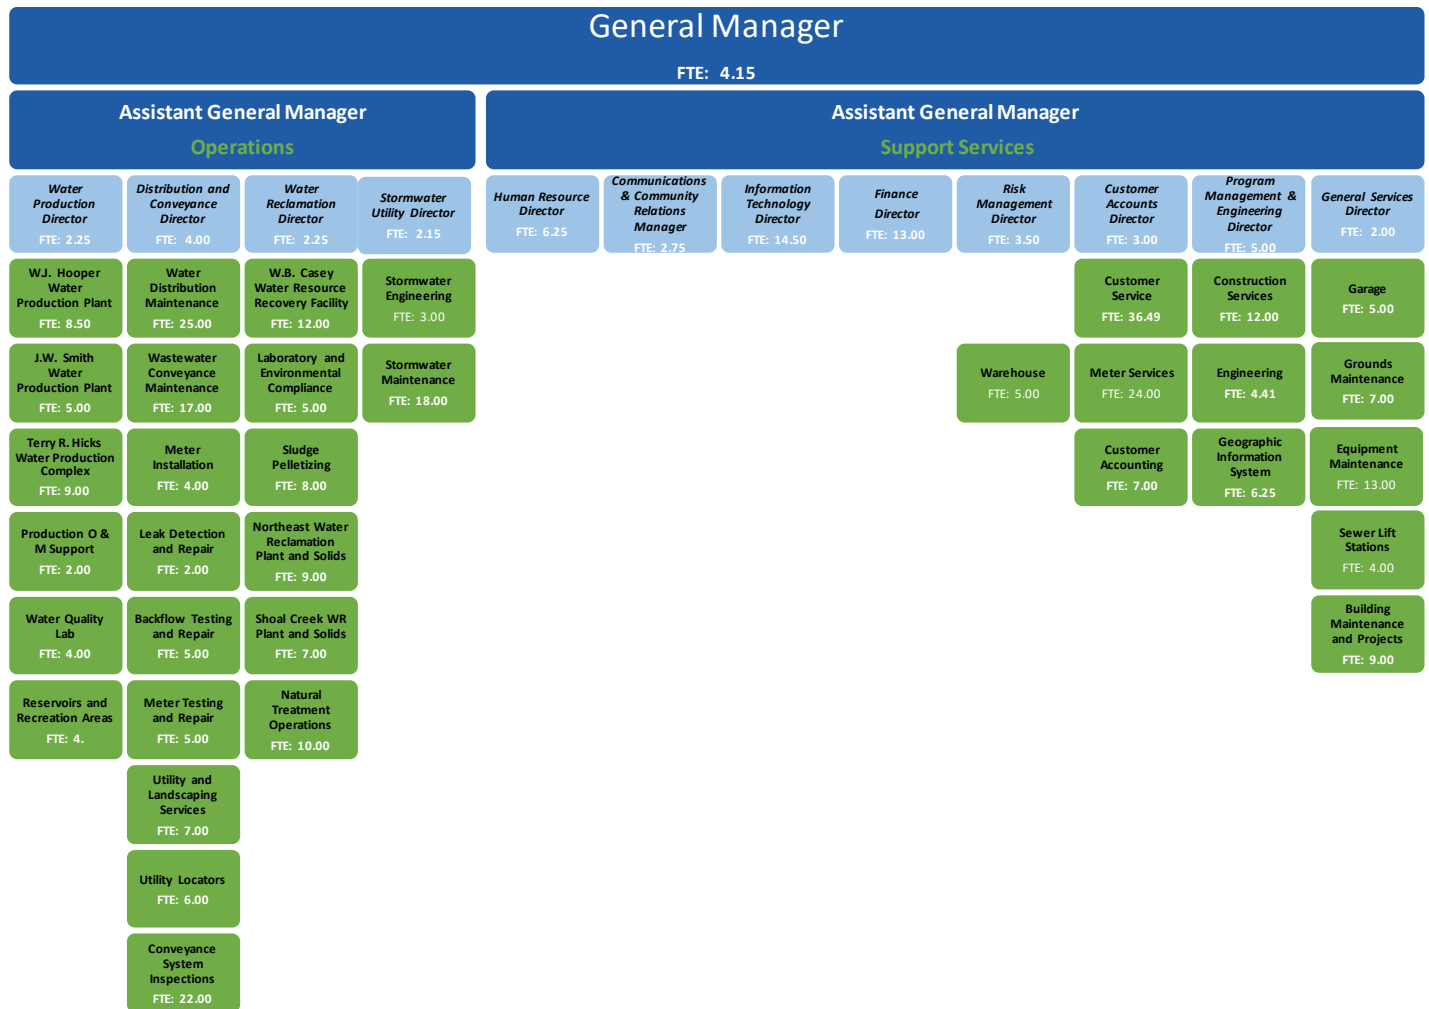 General Manager
FTE: 4.15
Assistant General Manager
Operations
Assistant General Manager
Support Services
Water
Production
Director
FTE: 2.25
Distribution and
Conveyance
Director
FTE: 4.00
Water
Reclamation
Director
FTE: 2.25
Stormwater
Utility Director
FTE: 2.15
Human Resource
Director
FTE: 6.25
Communications
& Community
Relations
Manager
FTE: 2.75
Information
Technology
Director
FTE: 14.50
Finance
Director
FTE: 13.00
Risk
Management
Director
FTE: 3.50
Customer
Accounts
Director
FTE: 3.00
Program
Management &
Engineering
Director
FTE: 5.00
General Services
Director
FTE: 2.00
W.J. Hooper
Water
Production Plant
FTE: 8.50
Water
Distribution
Maintenance
FTE: 25.00
W.B. Casey
Water Resource
Recovery Facility
FTE: 12.00
Stormwater
Engineering
FTE: 3.00
Customer
Service
FTE: 36.49
Construction
Services
FTE: 12.00
Garage
FTE: 5.00
J.W. Smith
Water
Production Plant
FTE: 5.00
Wastewater
Conveyance
Maintenance
FTE: 17.00
Laboratory and
Environmental
Compliance
FTE: 5.00
Stormwater
Maintenance
FTE: 18.00
Warehouse
FTE: 5.00
Meter Services
FTE: 24.00
Engineering
FTE: 4.41
Grounds
Maintenance
FTE: 7.00
Terry R. Hicks
Water Production
Complex
FTE: 9.00
Meter
Installation
FTE: 4.00
Sludge
Pelletizing
FTE: 8.00
Customer
Accounting
FTE: 7.00
Geographic
Information
System
FTE: 6.25
Equipment
Maintenance
FTE: 13.00
Production O &
M Support
FTE: 2.00
Leak Detection
and Repair
FTE: 2.00
Northeast Water
Reclamation
Plant and Solids
FTE: 9.00
Sewer Lift
Stations
FTE: 4.00
Water Quality
Lab
FTE: 4.00
Backflow Testing
and Repair
FTE: 5.00
Shoal Creek WR
Plant and Solids
FTE: 7.00
Building
Maintenance
and Projects
FTE: 9.00
Reservoirs and
Recreation Areas
FTE: 4.
Meter Testing
and Repair
FTE: 5.00
Natural
Treatment
Operations
FTE: 10.00
Utility and
Landscaping
Services
FTE: 7.00
Utility Locators
FTE: 6.00
Conveyance
System
Inspections
FTE: 22.00